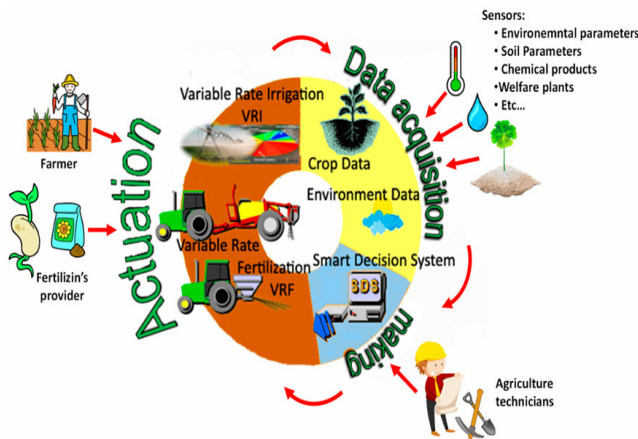 Sensors:
• Environemntal parameters
• Soil Parameters
• Chemical products
•Welfare plants
• Etc...
Data acquisition
Variable Rate Irrigation
VRI
Crop Data
Farmer
Actuation
Environment Data
Variable Rate
Fertilization
VRF
Smart Decision System
SDS
Fertilizin's
provider
making
Agriculture
technicians